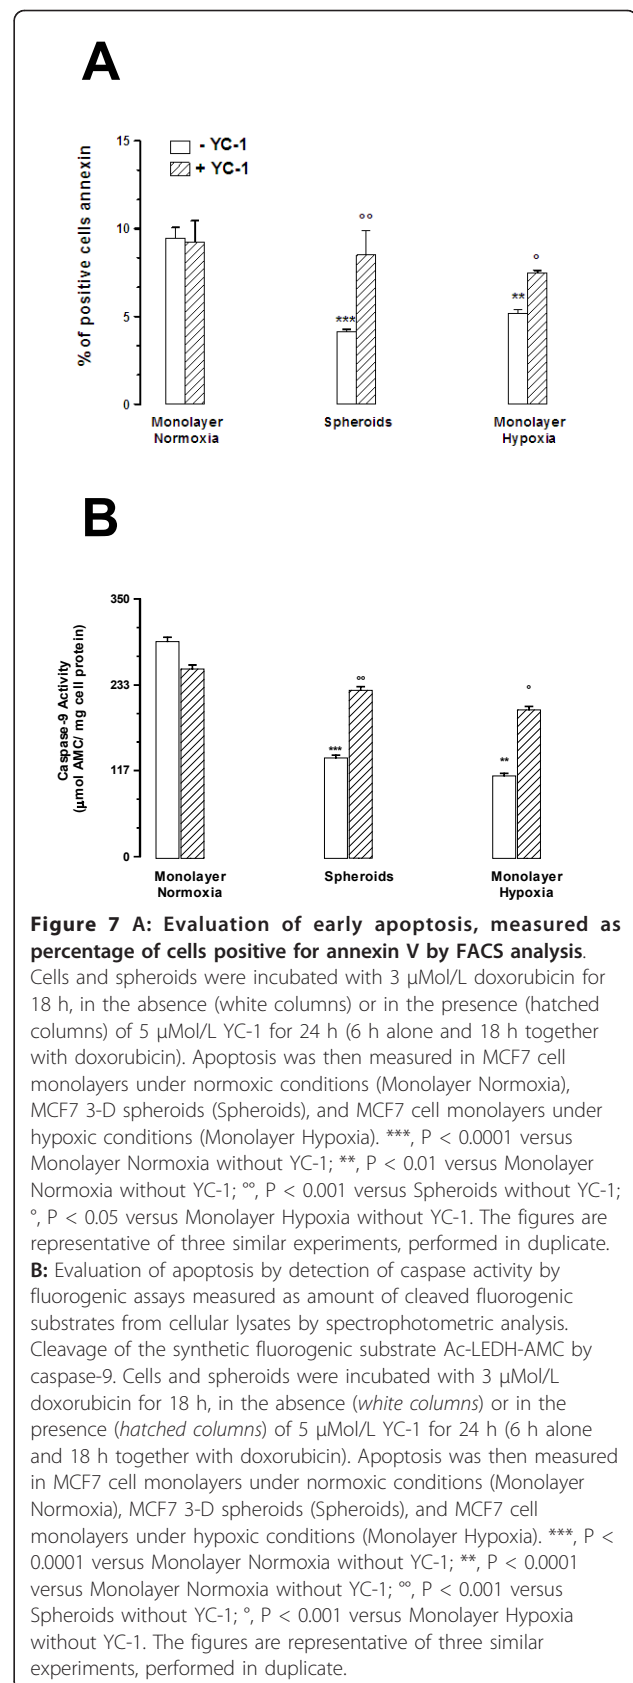 A
15
- YC-1
+ YC-1
10
5
0
% of positive cells annexin
°°
°
***
**
Monolayer
Normoxia
Spheroids
Monolayer
Hypoxia
B
350
233
117
0
Caspase-9 Activity
(µmol AMC/ mg cell protein)
°°
°
***
**
Monolayer
Normoxia
Spheroids
Monolayer
Hypoxia
Figure 7 A: Evaluation of early apoptosis, measured as
percentage of cells positive for annexin V by FACS analysis.
Cells and spheroids were incubated with 3 µMol/L doxorubicin for
18 h, in the absence (white columns) or in the presence (hatched
columns) of 5 µMol/L YC-1 for 24 h (6 h alone and 18 h together
with doxorubicin). Apoptosis was then measured in MCF7 cell
monolayers under normoxic conditions (Monolayer Normoxia),
MCF7 3-D spheroids (Spheroids), and MCF7 cell monolayers under
hypoxic conditions (Monolayer Hypoxia). ***, P < 0.0001 versus
Monolayer Normoxia without YC-1; **, P < 0.01 versus Monolayer
Normoxia without YC-1; °°, P < 0.001 versus Spheroids without YC-1;
°, P < 0.05 versus Monolayer Hypoxia without YC-1. The figures are
representative of three similar experiments, performed in duplicate.
B: Evaluation of apoptosis by detection of caspase activity by
fluorogenic assays measured as amount of cleaved fluorogenic
substrates from cellular lysates by spectrophotometric analysis.
Cleavage of the synthetic fluorogenic substrate Ac-LEDH-AMC by
caspase-9. Cells and spheroids were incubated with 3 µMol/L
doxorubicin for 18 h, in the absence (white columns) or in the
presence (hatched columns) of 5 µMol/L YC-1 for 24 h (6 h alone
and 18 h together with doxorubicin). Apoptosis was then measured
in MCF7 cell monolayers under normoxic conditions (Monolayer
Normoxia), MCF7 3-D spheroids (Spheroids), and MCF7 cell
monolayers under hypoxic conditions (Monolayer Hypoxia). ***, P <
0.0001 versus Monolayer Normoxia without YC-1; **, P < 0.0001
versus Monolayer Normoxia without YC-1; °°, P < 0.001 versus
Spheroids without YC-1; °, P < 0.001 versus Monolayer Hypoxia
without YC-1. The figures are representative of three similar
experiments, performed in duplicate.